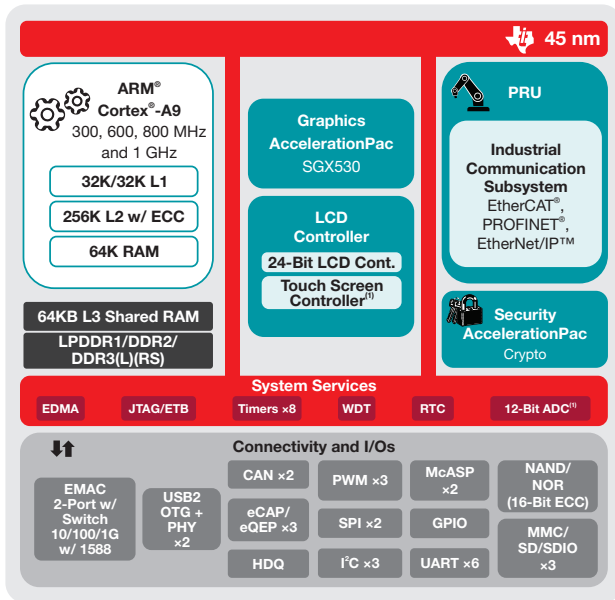 45 nm
ARM®
Cortex®-A9
300, 600, 800 MHz
and 1 GHz
32K/32K L1
256K L2 w/ ECC
64K RAM
64KB L3 Shared RAM
LPDDR1/DDR2/
DDR3(L)(RS)
Graphics
AccelerationPac
SGX530
LCD
Controller
24-Bit LCD Cont.
Touch Screen
Controller⁽¹⁾
PRU
Industrial
Communication
Subsystem
EtherCAT®,
PROFINET®,
EtherNet/IP™
Security
AccelerationPac
Crypto
System Services
EDMA
JTAG/ETB
Timers ×8
WDT
RTC
12-Bit ADC⁽¹⁾
Connectivity and I/Os
EMAC
2-Port w/
Switch
10/100/1G
w/ 1588
USB2
OTG +
PHY
×2
CAN ×2
eCAP/
eQEP ×3
HDQ
PWM ×3
SPI ×2
I²C ×3
McASP
×2
GPIO
UART ×6
NAND/
NOR
(16-Bit ECC)
MMC/
SD/SDIO
×3